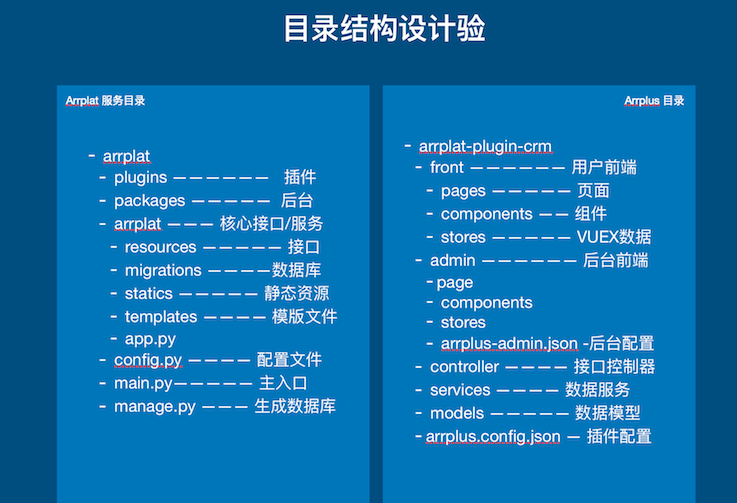 目录结构设计验
Arrplat 服务目录
- arrplat
- plugins —————— 插件
- packages ————— 后台
- arrplat ——— 核心接口/服务
- resources ————— 接口
- migrations ————数据库
- statics ————— 静态资源
- templates ———— 模版文件
- app.py
- config.py ———— 配置文件
- main.py————— 主入口
- manage.py ——— 生成数据库
Arrplus 目录
- arrplat-plugin-crm
- front —————— 用户前端
- pages ————— 页面
- components —— 组件
- stores ————— VUEX数据
- admin —————— 后台前端
- page
- components
- stores
- arrplus-admin.json -后台配置
- controller ———— 接口控制器
- services ———— 数据服务
- models ————— 数据模型
- arrplus.config.json — 插件配置